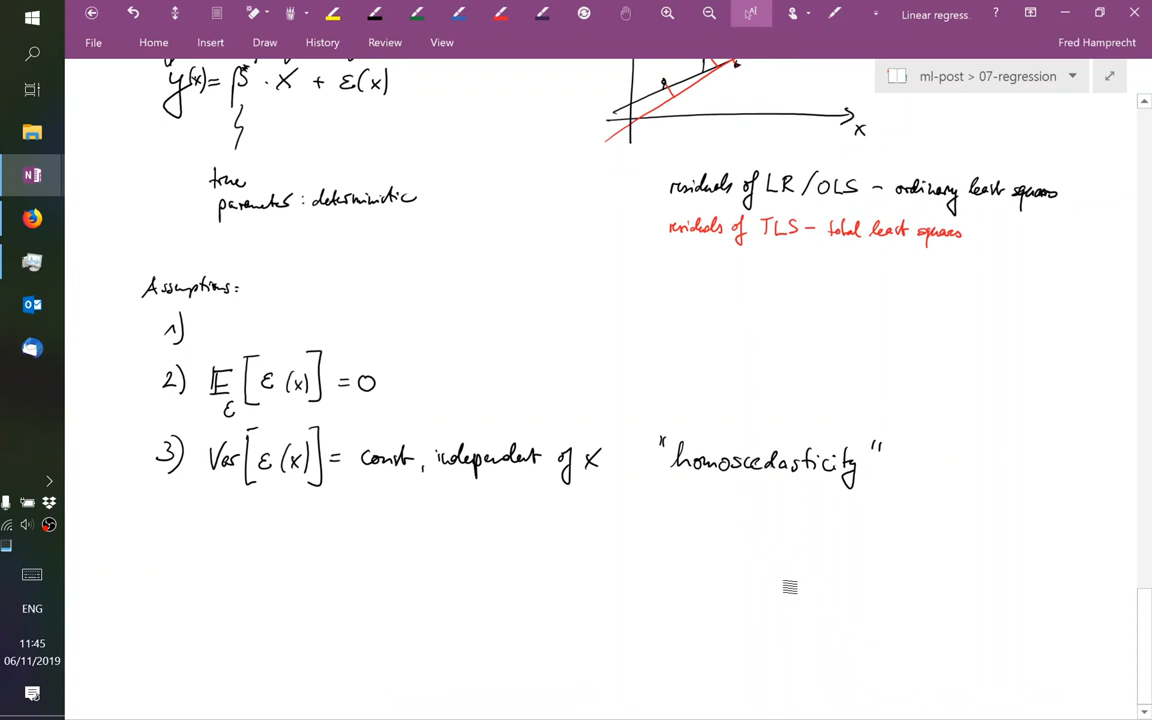 Linear regress...
File Home Insert Draw History Review View
Fred Hamprecht
ml-post > 07-regression
y(x) = β* · X + ε(x)
x
true
parameter : deterministic
residuals of LR / OLS - ordinary least squares
residuals of TLS - total least squares
Assumptions:
1)
2) 𝔼_ε [ε(x)] = 0
3) Var[ε(x)] = const, independent of X "homoscedasticity"
ENG
11:45
06/11/2019